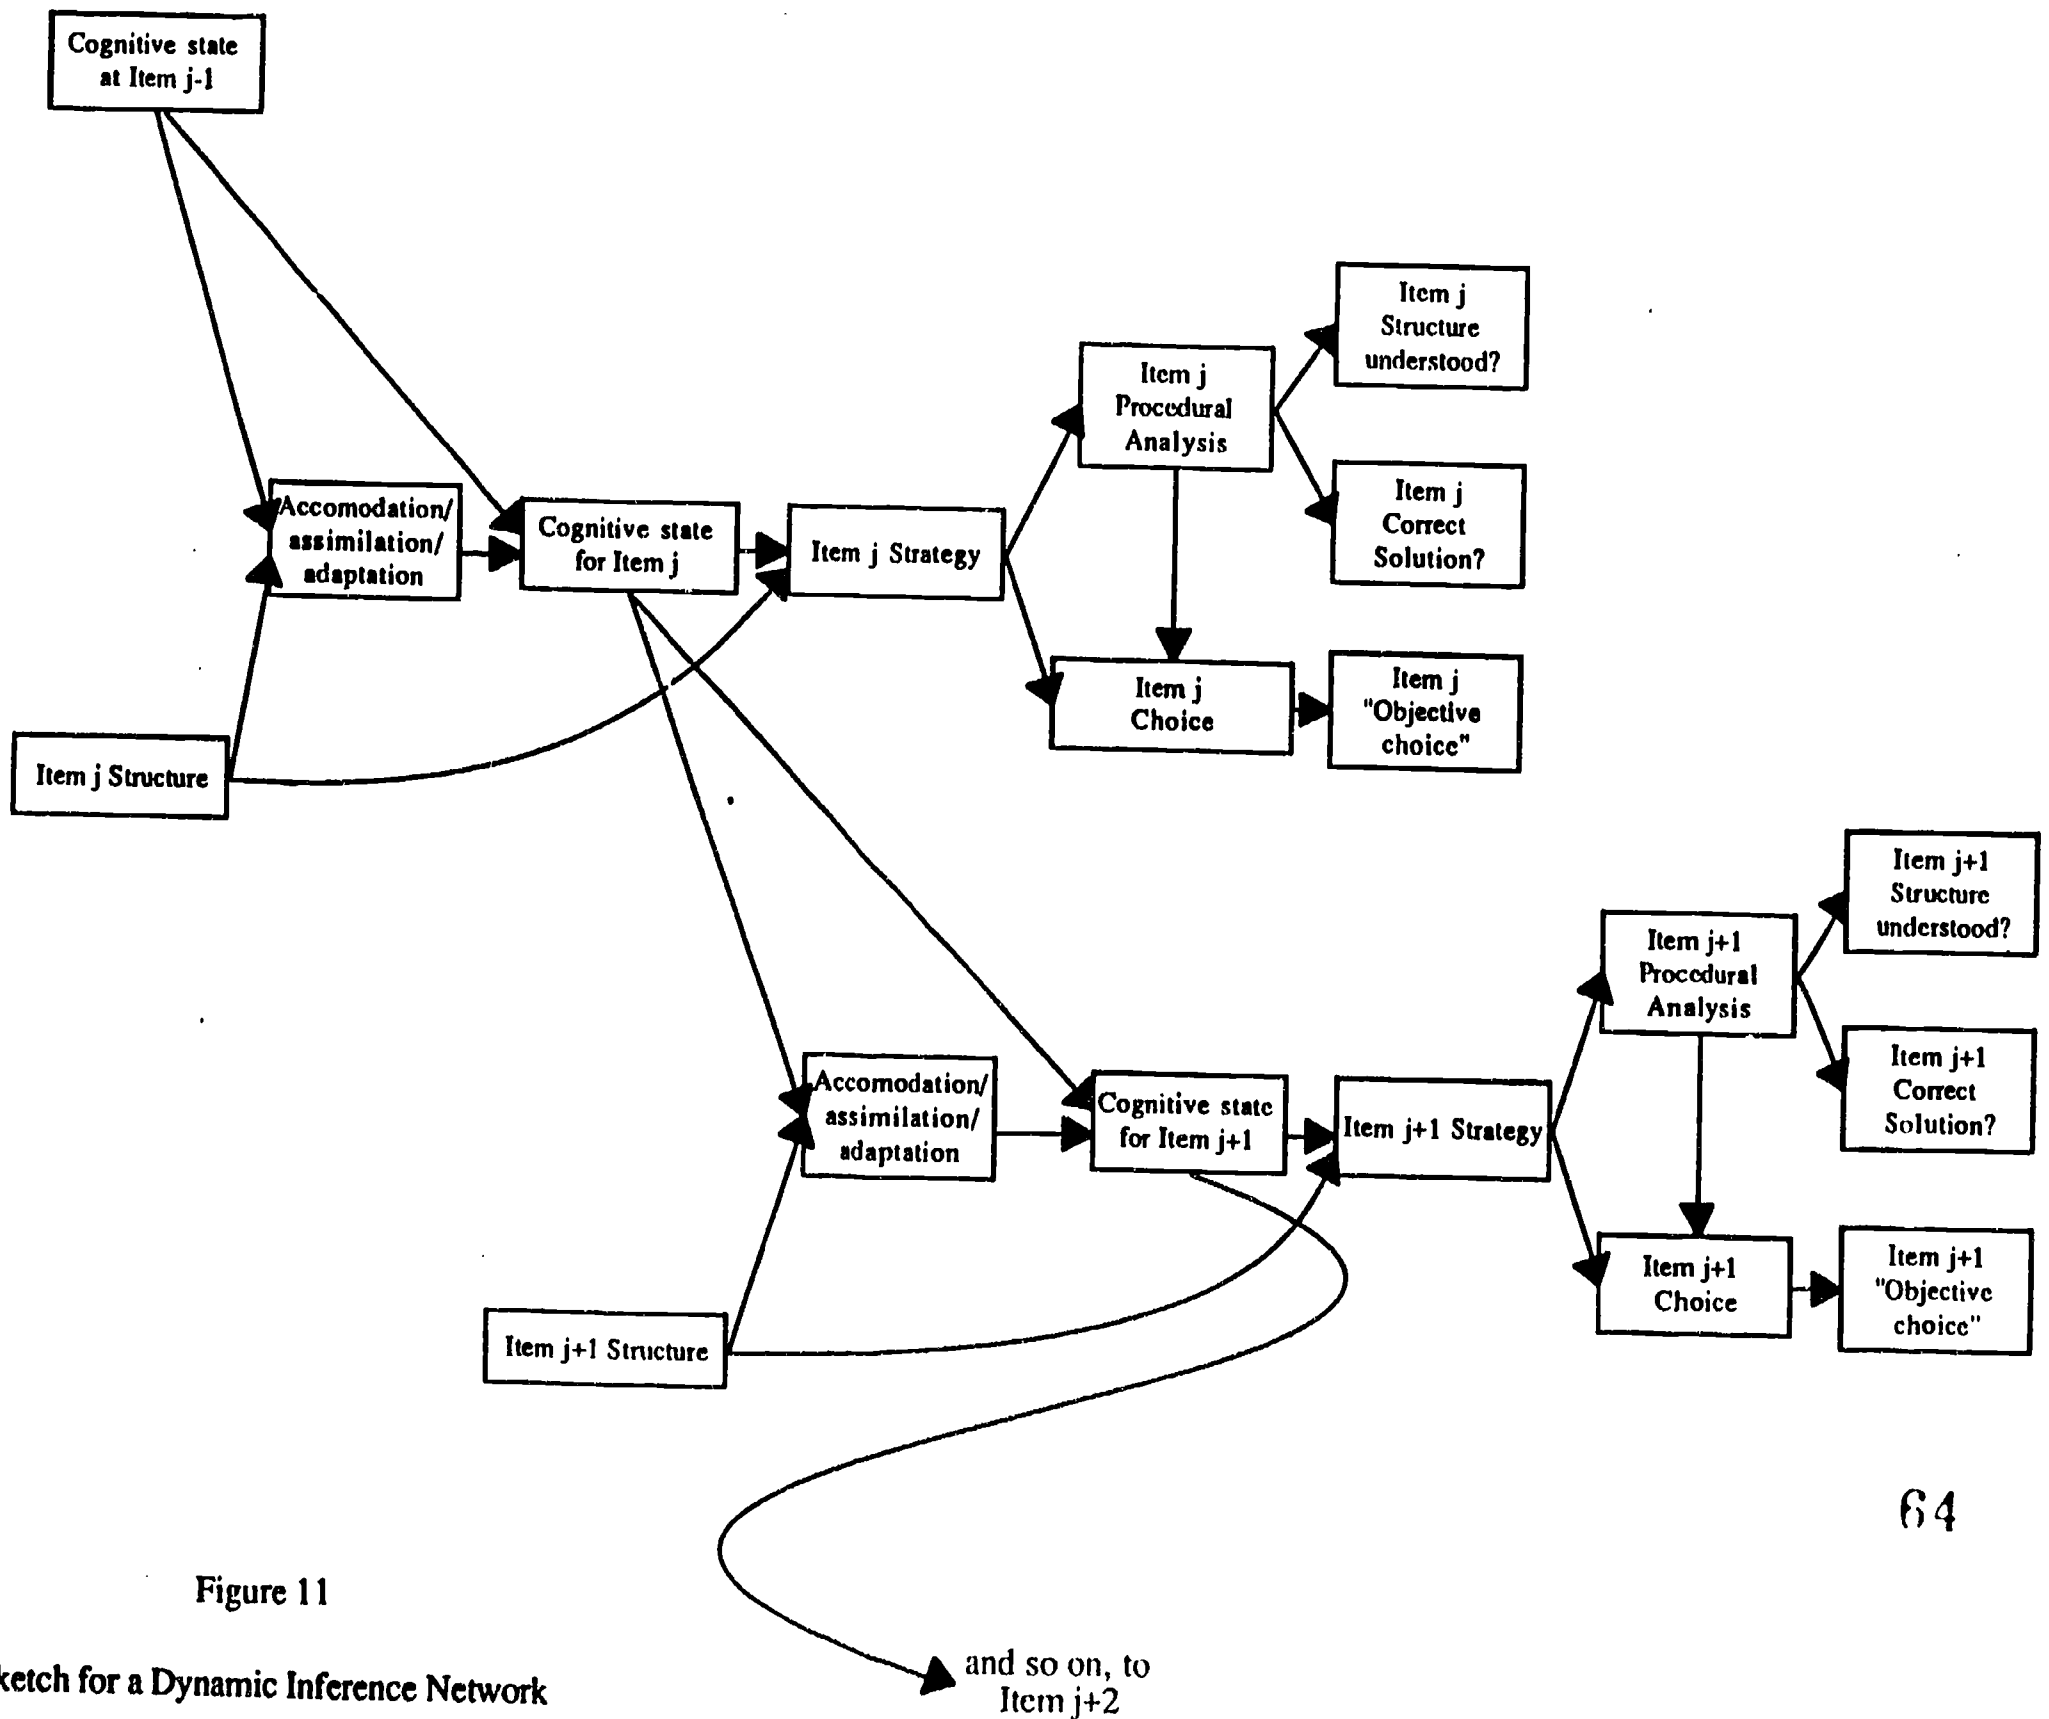 Cognitive state
at Item j-1
Item j
Structure
understood?
Item j
Procedural
Analysis
Item j
Correct
Solution?
Accomodation/
assimilation/
adaptation
Cognitive state
for Item j
Item j Strategy
Item j
Choice
Item j
"Objective
choice"
Item j Structure
Item j+1
Structure
understood?
Item j+1
Procedural
Analysis
Item j+1
Correct
Solution?
Accomodation/
assimilation/
adaptation
Cognitive state
for Item j+1
Item j+1 Strategy
Item j+1
Choice
Item j+1
"Objective
choice"
Item j+1 Structure
64
Figure 11
ketch for a Dynamic Inference Network
and so on, to
Item j+2